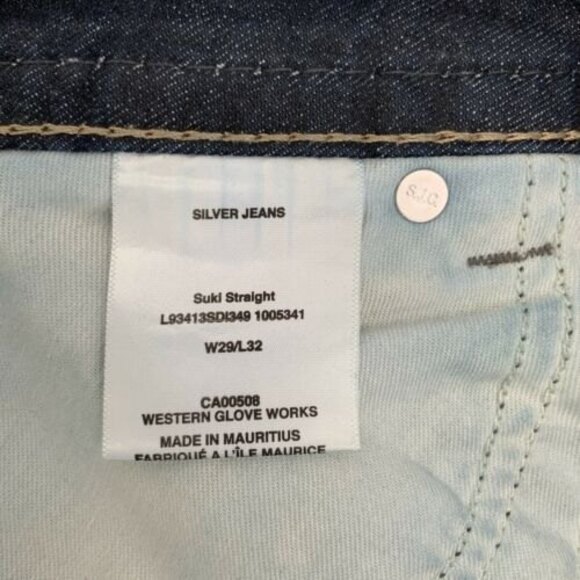 SILVER JEANS
S.J.C.
Suki Straight
L93413SDI349 1005341
W29/L32
CA00508
WESTERN GLOVE WORKS
MADE IN MAURITIUS
FABRIQUÉ A L'ÎLE MAURICE